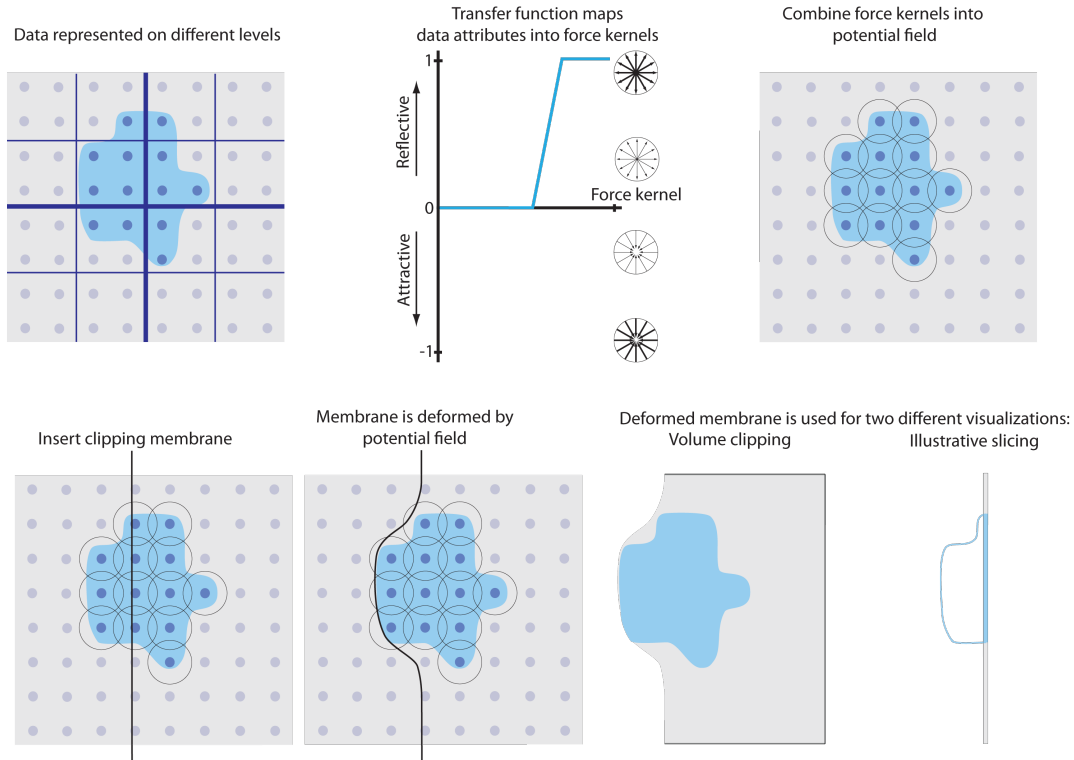 Data represented on different levels
Transfer function maps
data attributes into force kernels
1
Reflective
Force kernel
0
Attractive
-1
Combine force kernels into
potential field
Insert clipping membrane
Membrane is deformed by
potential field
Deformed membrane is used for two different visualizations:
Volume clipping
Illustrative slicing